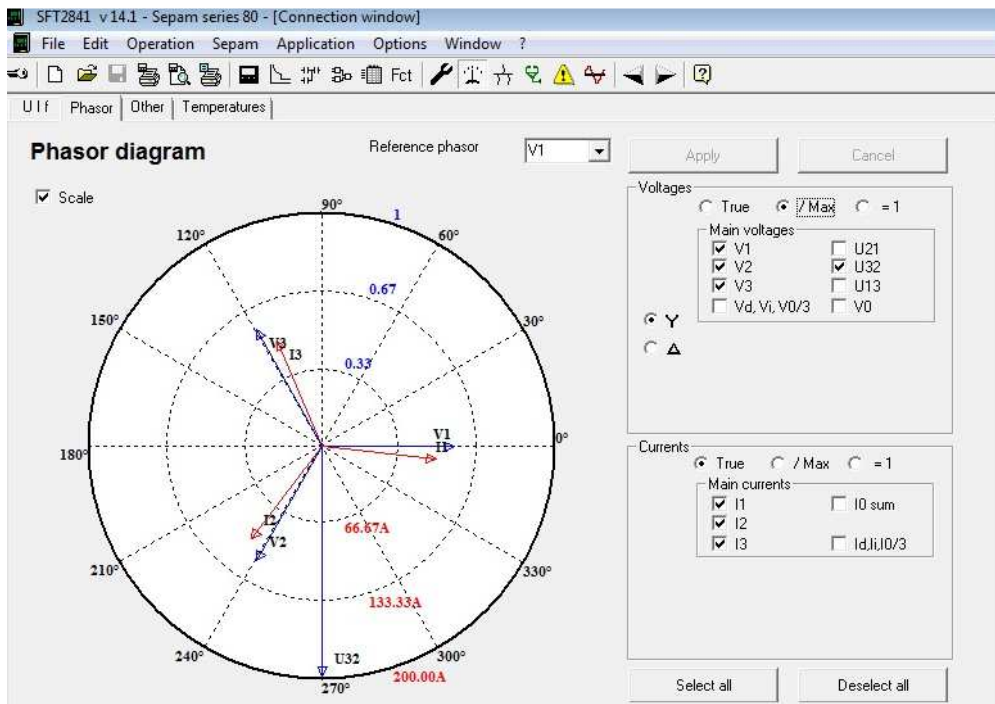 SFT2841 v 14.1 - Sepam series 80 - [Connection window]
File Edit Operation Sepam Application Options Window ?
Fct
U I f Phasor Other Temperatures
Phasor diagram
Reference phasor V1
Apply Cancel
Scale
Voltages
True / Max = 1
Main voltages
V1 U21
V2 U32
V3 U13
Vd, Vi, V0/3 V0
Y
Δ
90°
1
120° 60°
0.67
150° 30°
V3
I3
0.33
V1
180° I1 0°
I2
V2
66.67A
210° 330°
133.33A
240° U32 300°
200.00A
270°
Currents
True / Max = 1
Main currents
I1 I0 sum
I2
I3 Id,Ii,I0/3
Select all Deselect all